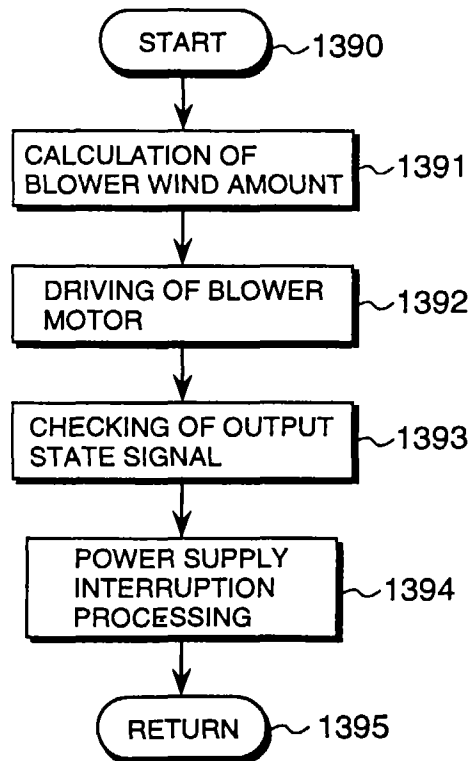 START
1390
CALCULATION OF
BLOWER WIND AMOUNT
1391
DRIVING OF BLOWER
MOTOR
1392
CHECKING OF OUTPUT
STATE SIGNAL
1393
POWER SUPPLY
INTERRUPTION
PROCESSING
1394
RETURN
1395